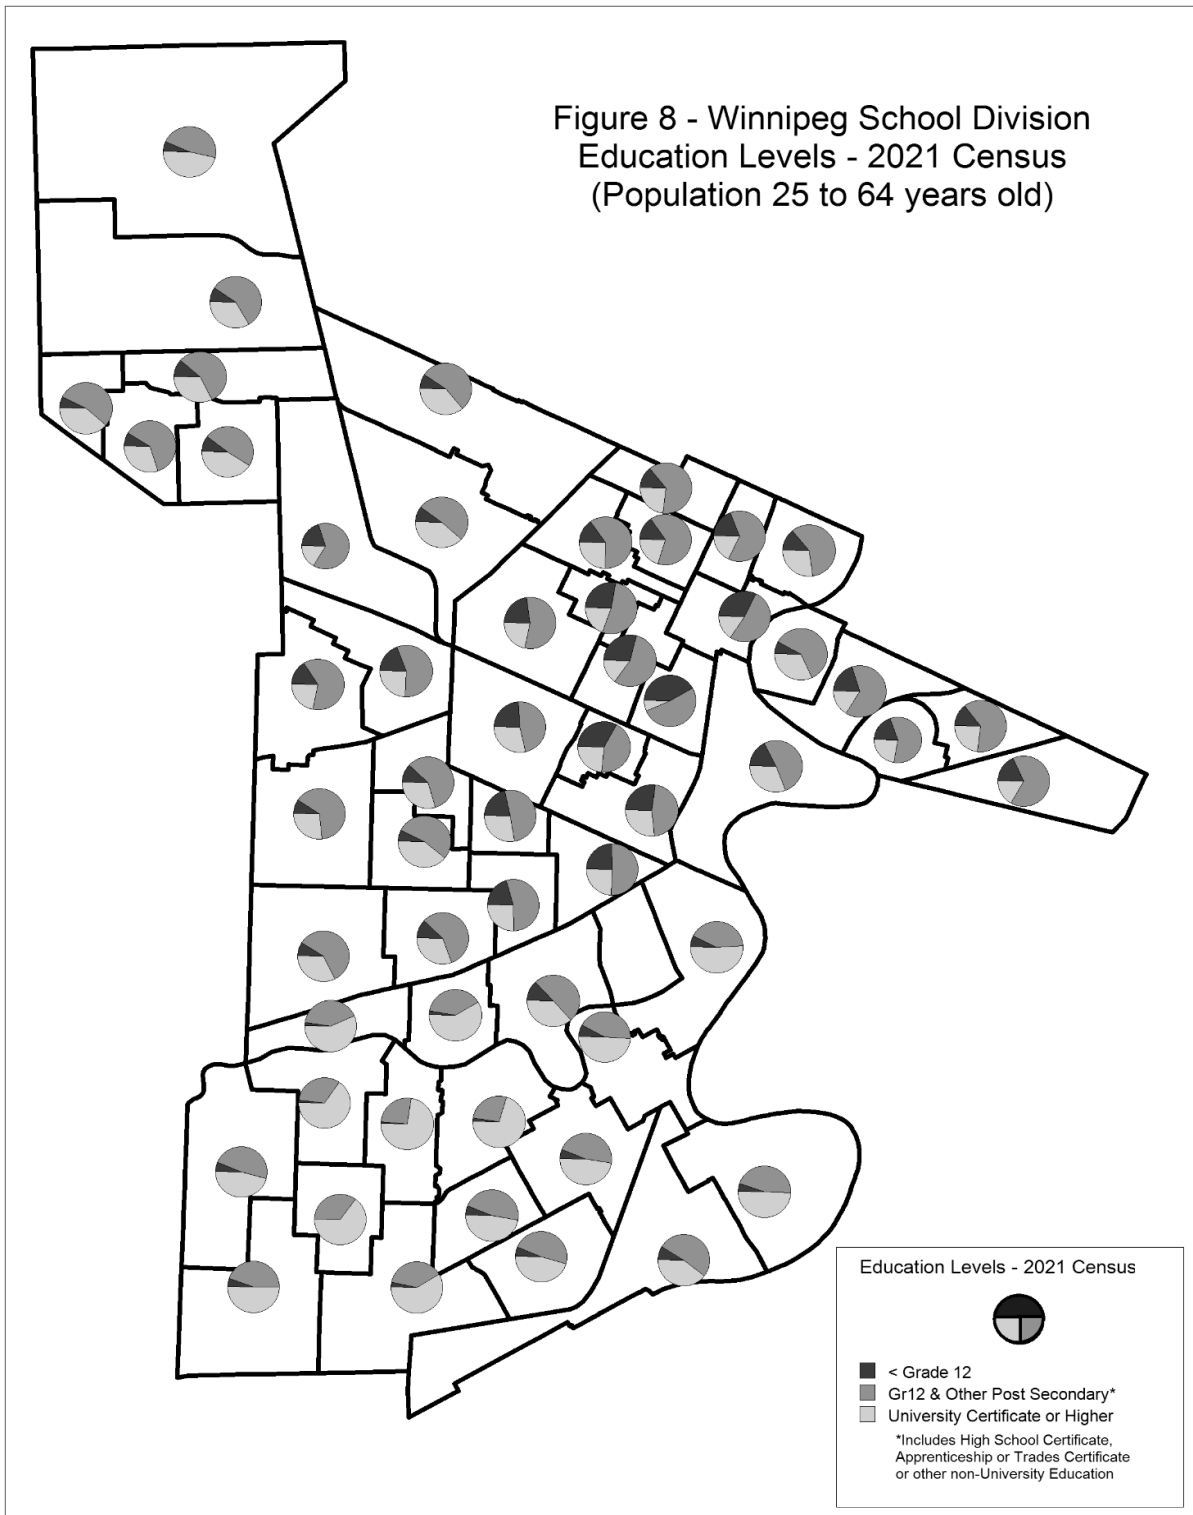 Figure 8 - Winnipeg School Division
Education Levels - 2021 Census
(Population 25 to 64 years old)
Education Levels - 2021 Census
< Grade 12
Gr12 & Other Post Secondary*
University Certificate or Higher
*Includes High School Certificate,
Apprenticeship or Trades Certificate
or other non-University Education